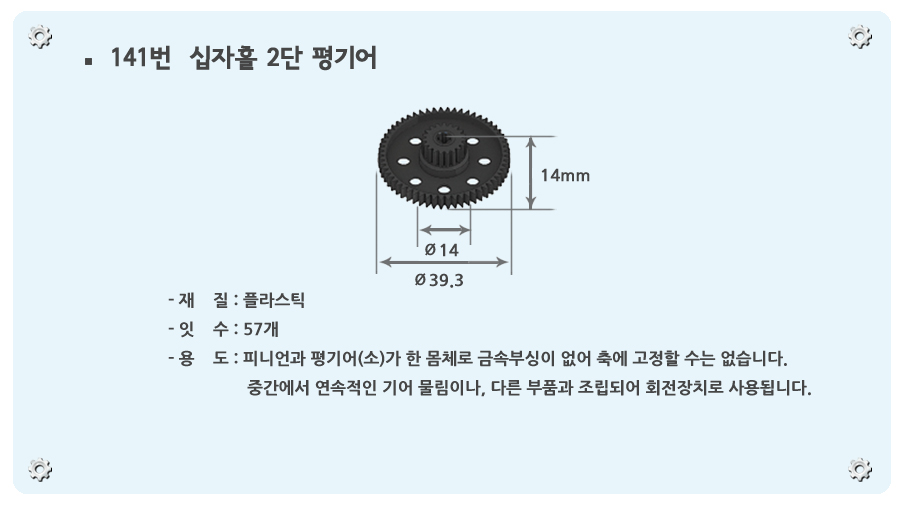 ▪ 141번 십자홀 2단 평기어
14mm
Ø 14
Ø 39.3
- 재 질 : 플라스틱
- 잇 수 : 57개
- 용 도 : 피니언과 평기어(소)가 한 몸체로 금속부싱이 없어 축에 고정할 수는 없습니다.
중간에서 연속적인 기어 물림이나, 다른 부품과 조립되어 회전장치로 사용됩니다.